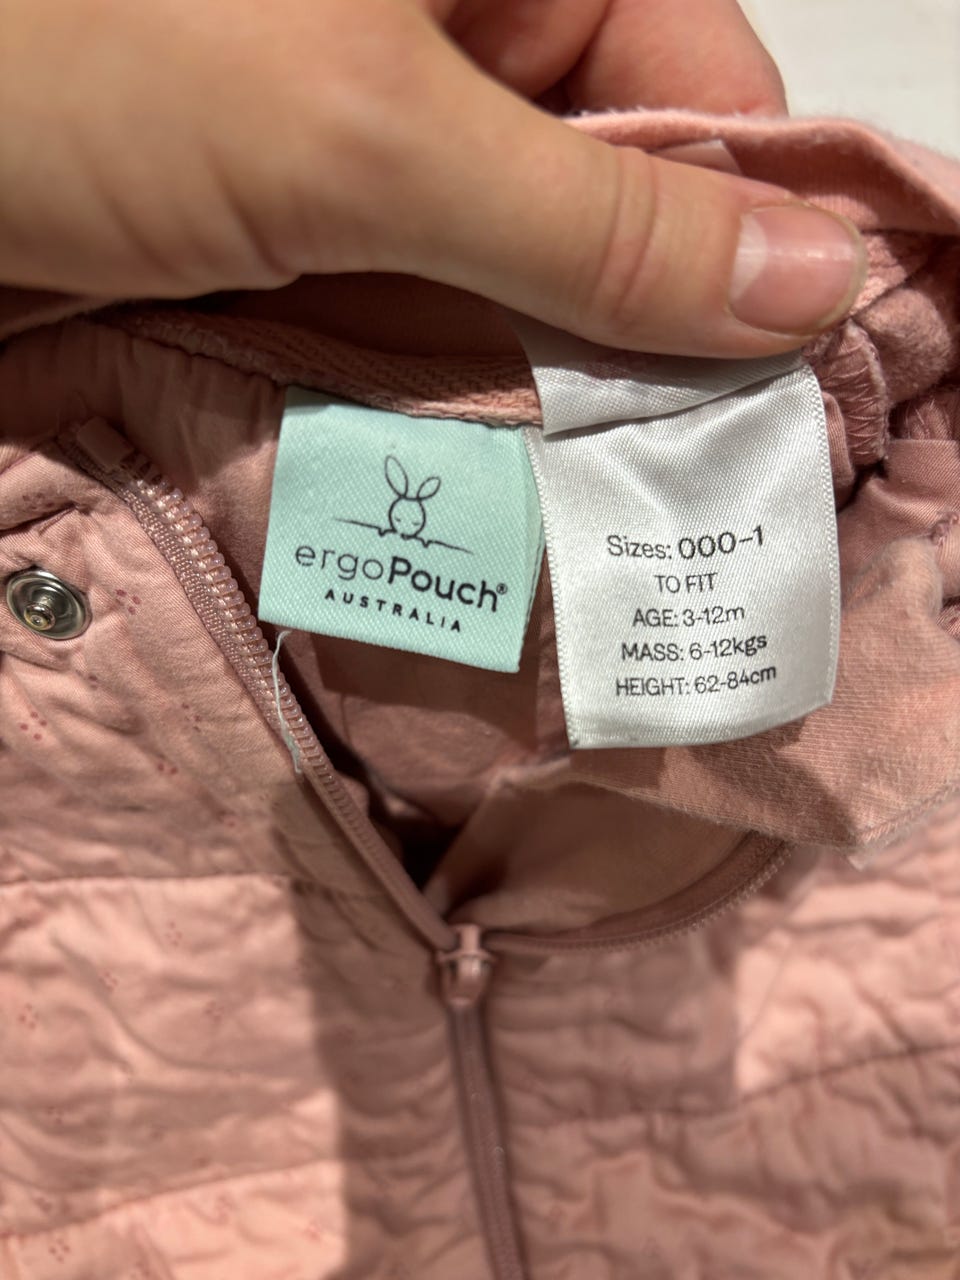 ergoPouch®
AUSTRALIA
Sizes: 000-1
TO FIT
AGE: 3-12m
MASS: 6-12kgs
HEIGHT: 62-84cm